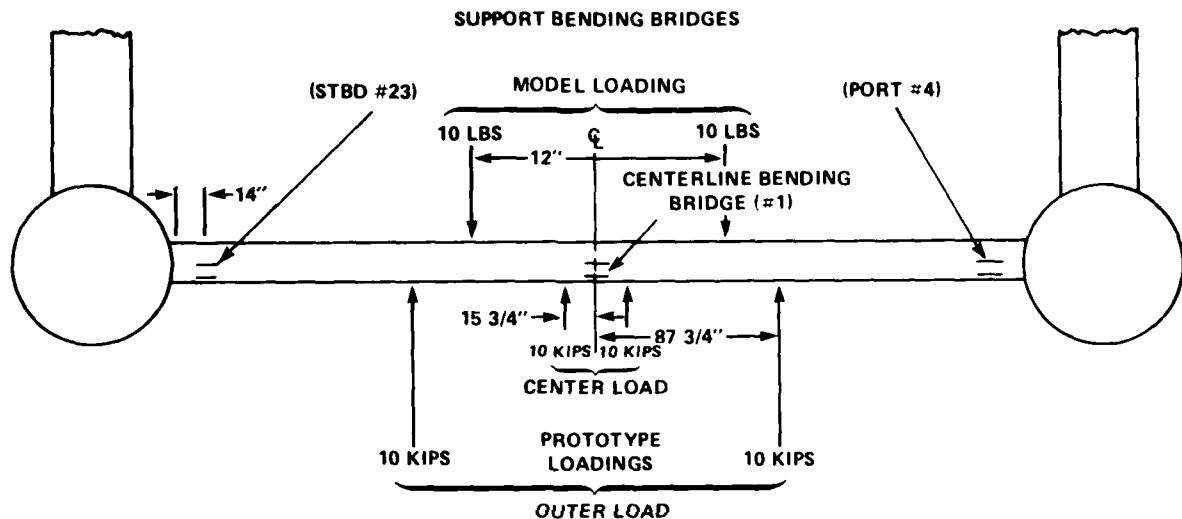 SUPPORT BENDING BRIDGES
MODEL LOADING
(STBD #23)
(PORT #4)
10 LBS
℄
10 LBS
12"
CENTERLINE BENDING
BRIDGE (#1)
14"
15 3/4"
87 3/4"
10 KIPS 10 KIPS
CENTER LOAD
10 KIPS
PROTOTYPE
LOADINGS
10 KIPS
OUTER LOAD